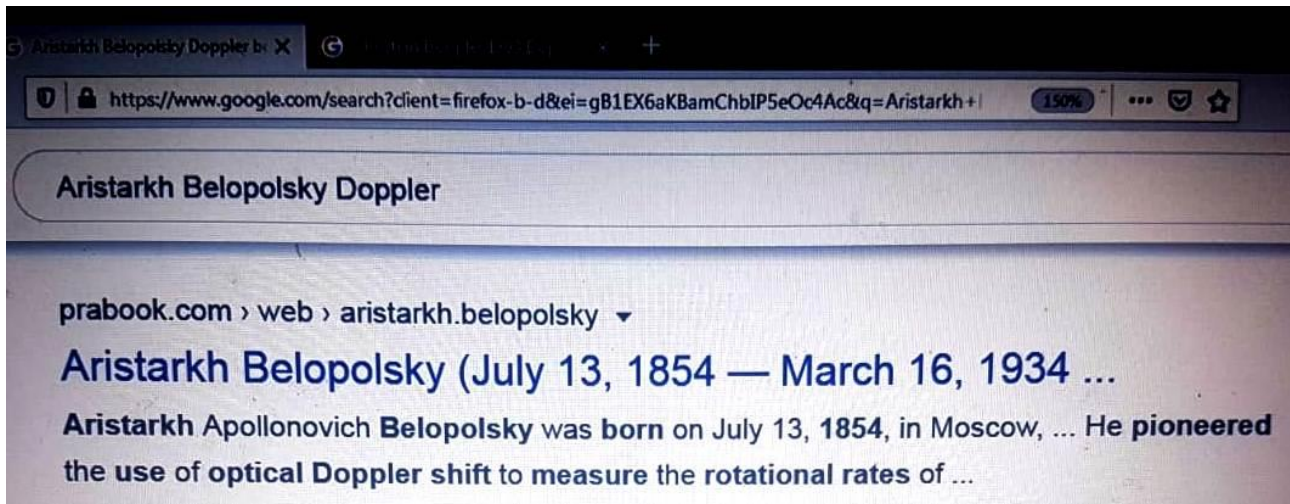 Aristarkh Belopolsky Doppler b
https://www.google.com/search?client=firefox-b-d&ei=gB1EX6aKBamChbIP5eOc4Ac&q=Aristarkh+ 150%
Aristarkh Belopolsky Doppler
prabook.com › web › aristarkh.belopolsky
Aristarkh Belopolsky (July 13, 1854 — March 16, 1934 ...
Aristarkh Apollonovich Belopolsky was born on July 13, 1854, in Moscow, ... He pioneered
the use of optical Doppler shift to measure the rotational rates of ...